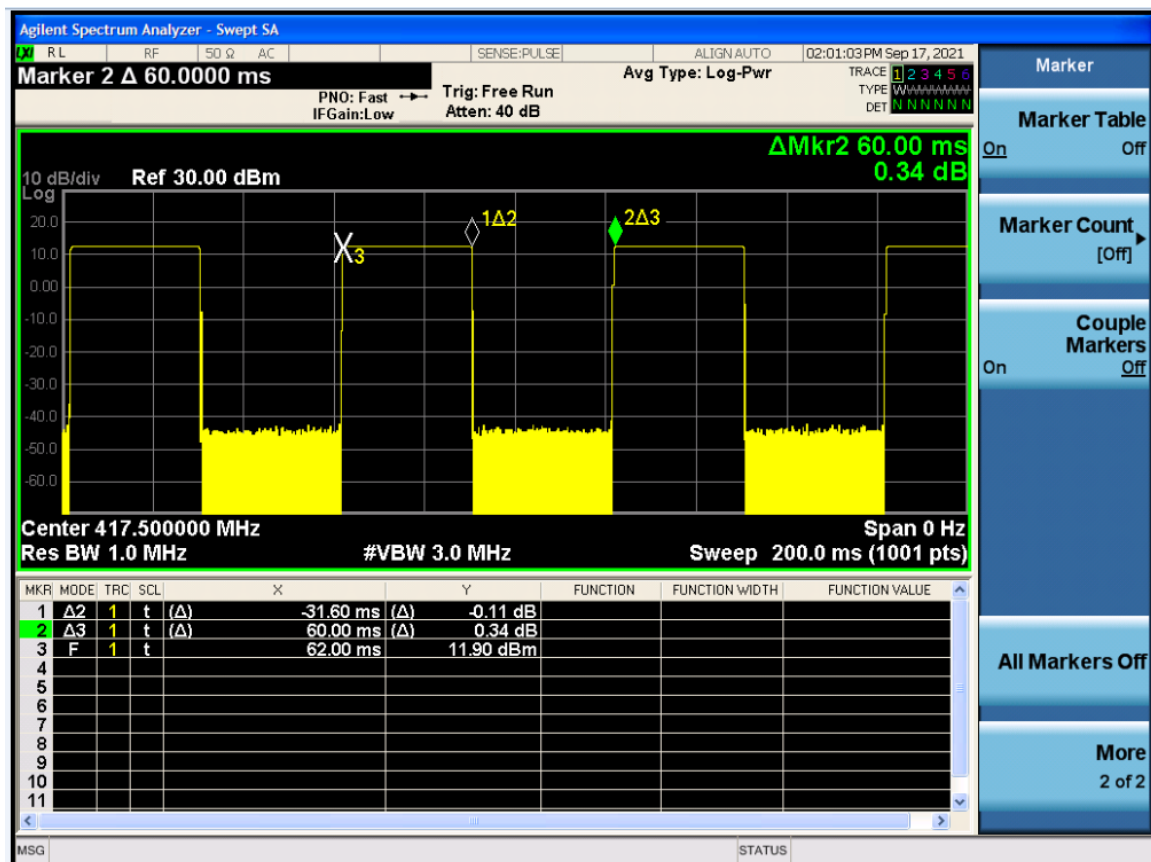 Agilent Spectrum Analyzer - Swept SA
LXI RL RF 50 Ω AC SENSE:PULSE ALIGN AUTO 02:01:03 PM Sep 17, 2021
Marker 2 Δ 60.0000 ms
PNO: Fast
IFGain:Low
Trig: Free Run
Atten: 40 dB
Avg Type: Log-Pwr
TRACE 1 2 3 4 5 6
TYPE WWWWWW
DET N N N N N N
ΔMkr2 60.00 ms
0.34 dB
10 dB/div Ref 30.00 dBm
Log
20.0
10.0
0.00
-10.0
-20.0
-30.0
-40.0
-50.0
-60.0
X3
1Δ2
2Δ3
Center 417.500000 MHz Span 0 Hz
Res BW 1.0 MHz #VBW 3.0 MHz Sweep 200.0 ms (1001 pts)
MKR MODE TRC SCL X Y FUNCTION FUNCTION WIDTH FUNCTION VALUE
1 Δ2 1 t (Δ) -31.60 ms (Δ) -0.11 dB
2 Δ3 1 t (Δ) 60.00 ms (Δ) 0.34 dB
3 F 1 t 62.00 ms 11.90 dBm
4
5
6
7
8
9
10
11
MSG STATUS
Marker
Marker Table
On Off
Marker Count
[Off]
Couple
Markers
On Off
All Markers Off
More
2 of 2